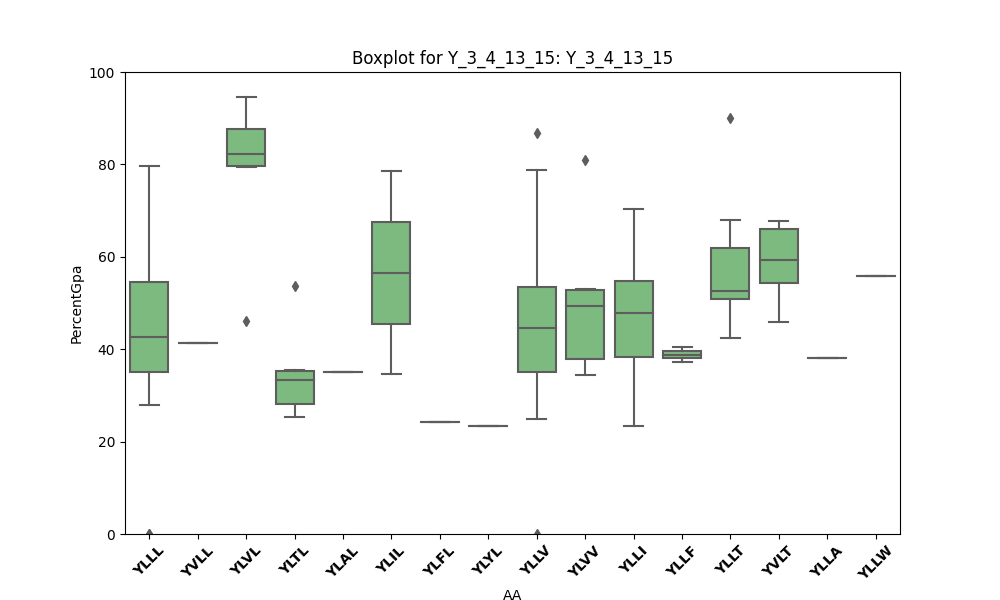 Boxplot for Y_3_4_13_15: Y_3_4_13_15
100
80
60
40
20
0
PercentGpa
YLLL YVLL YLVL YLTL YLAL YLIL YLFL YLYL YLLV YLVV YLLI YLLF YLLT YVLT YLLA YLLW
AA